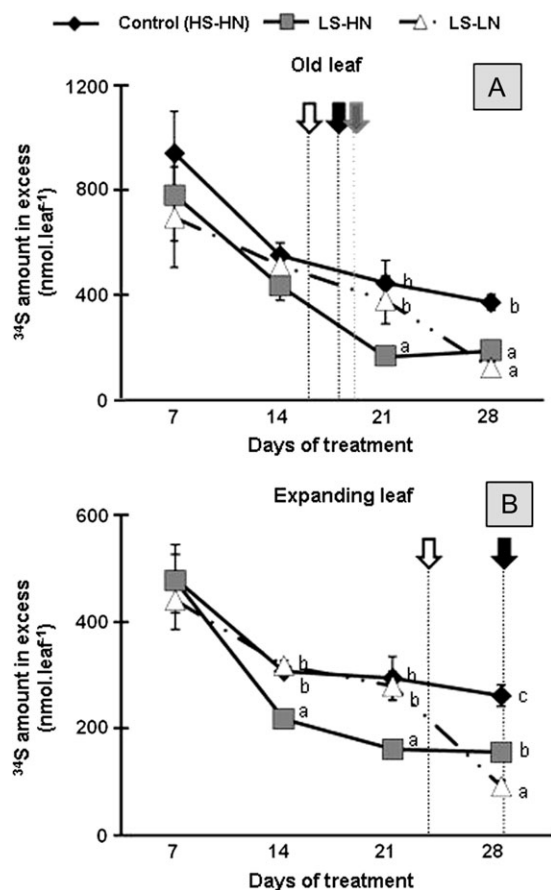 Control (HS-HN) LS-HN LS-LN
Old leaf
A
³⁴S amount in excess
(nmol.leaf⁻¹)
1200
800
400
0
b
b
a
b
a
a
7 14 21 28
Days of treatment
Expanding leaf
B
³⁴S amount in excess
(nmol.leaf⁻¹)
600
400
200
0
b
b
a
b
b
a
c
b
a
7 14 21 28
Days of treatment